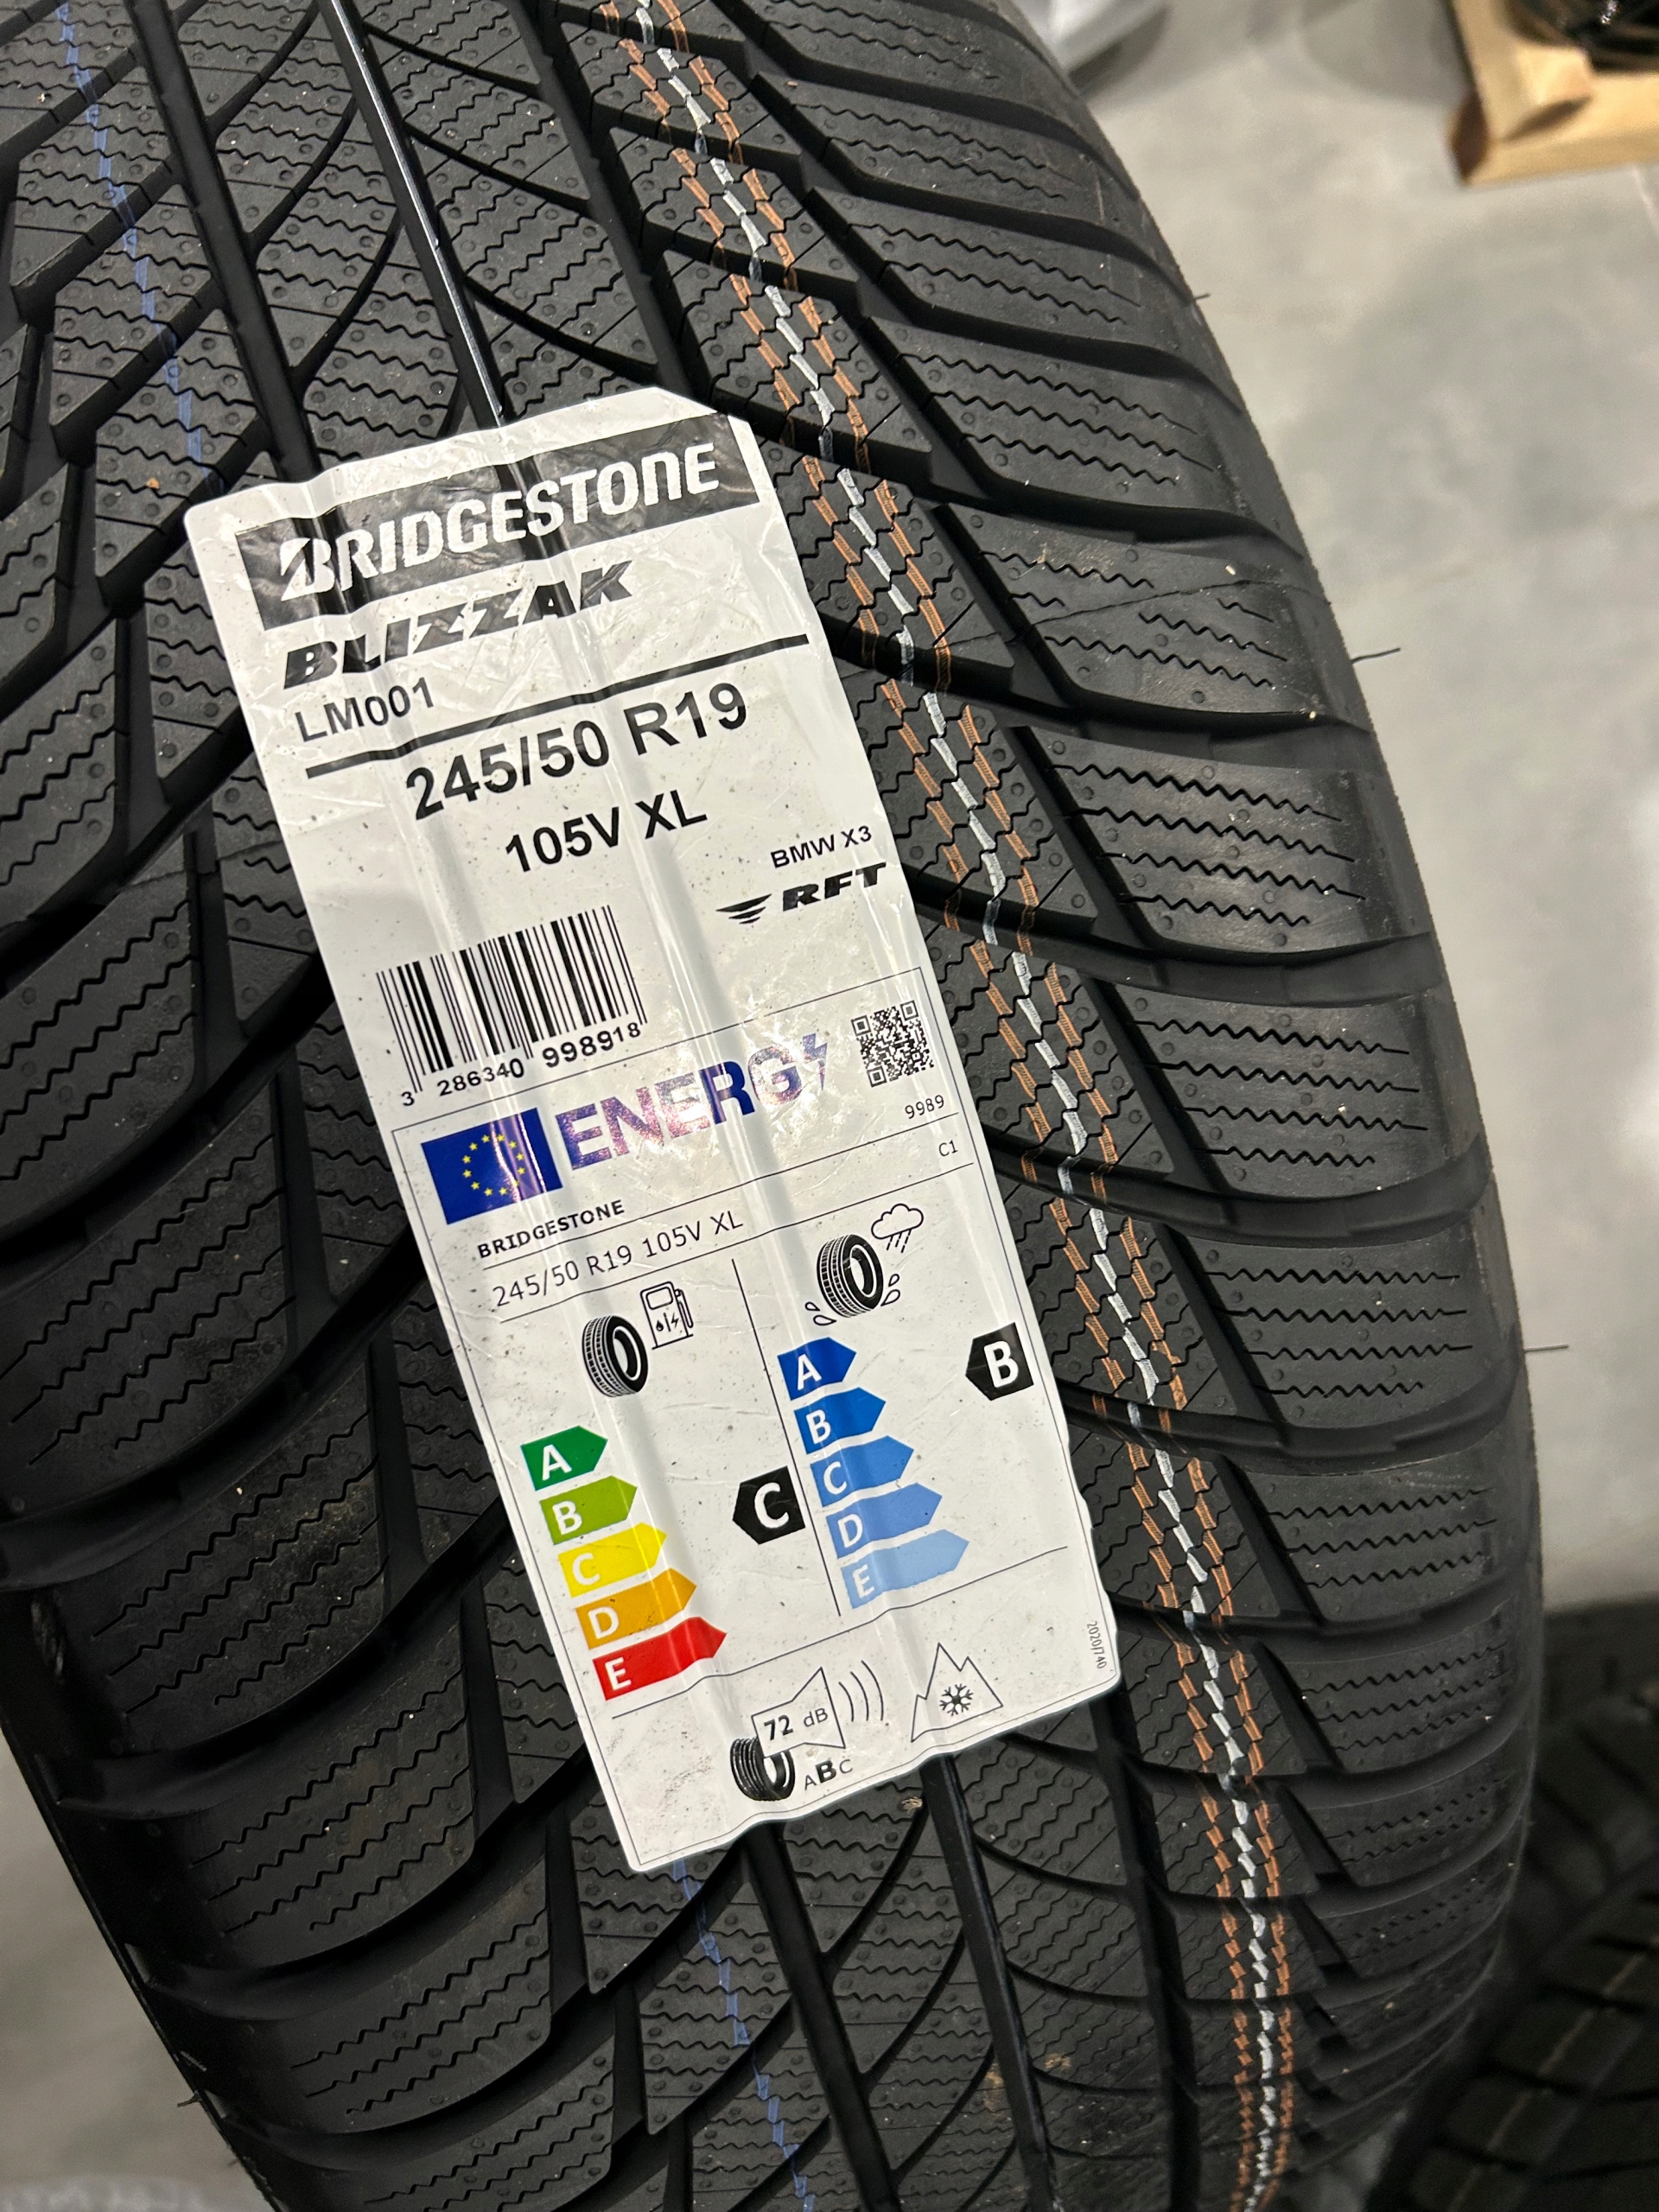 BRIDGESTONE
BLIZZAK
LM001
245/50 R19
105V XL
BMW X3
RFT
3 286340 998918
ENERG
9989
BRIDGESTONE
C1
245/50 R19 105V XL
A
B
C
D
E
C
A
B
C
D
E
B
72 dB
ABC
2020/740